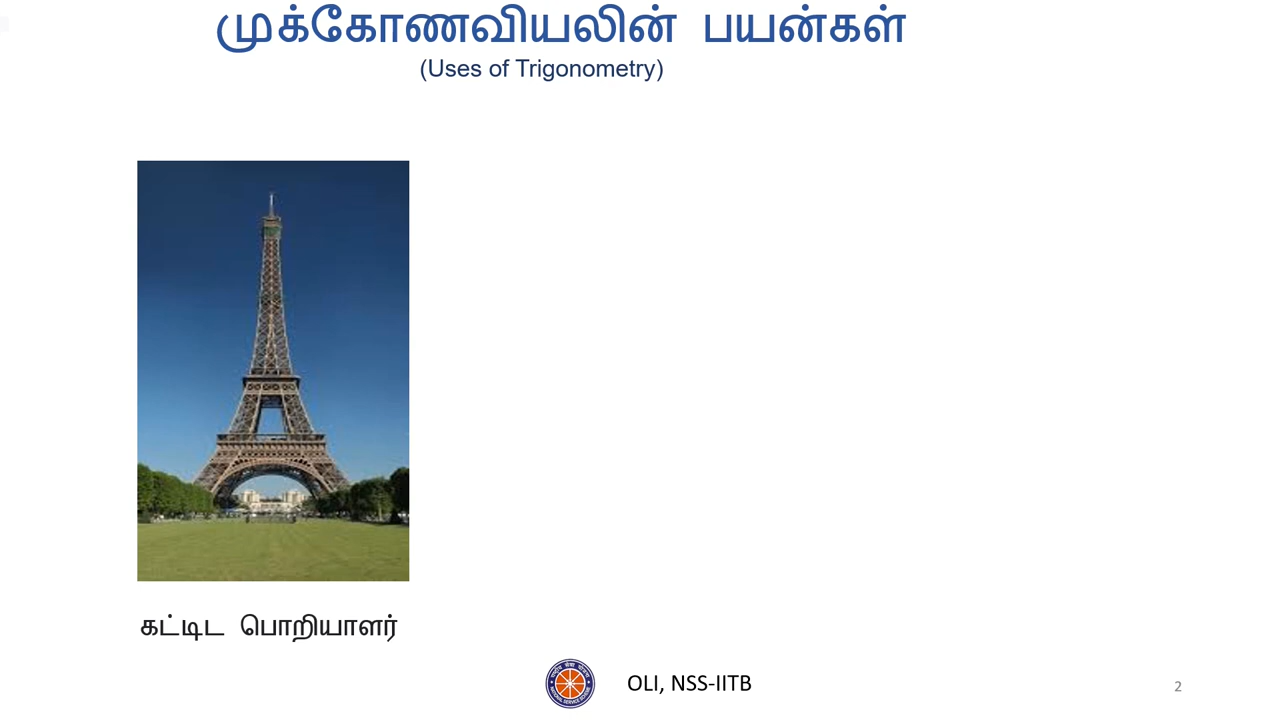 முக்கோணவியலின் பயன்கள்
(Uses of Trigonometry)
கட்டிட பொறியாளர்
OLI, NSS-IITB
2